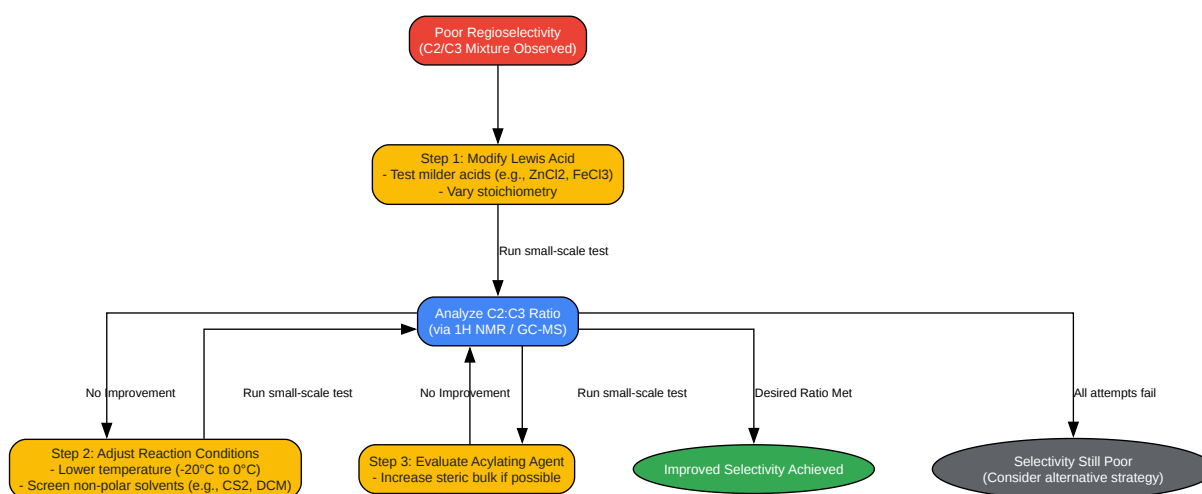 Poor Regioselectivity
(C2/C3 Mixture Observed)
Step 1: Modify Lewis Acid
- Test milder acids (e.g., ZnCl2, FeCl3)
- Vary stoichiometry
Run small-scale test
Analyze C2:C3 Ratio
(via 1H NMR / GC-MS)
No Improvement
Run small-scale test
No Improvement
Run small-scale test
Desired Ratio Met
All attempts fail
Step 2: Adjust Reaction Conditions
- Lower temperature (-20°C to 0°C)
- Screen non-polar solvents (e.g., CS2, DCM)
Step 3: Evaluate Acylating Agent
- Increase steric bulk if possible
Improved Selectivity Achieved
Selectivity Still Poor
(Consider alternative strategy)